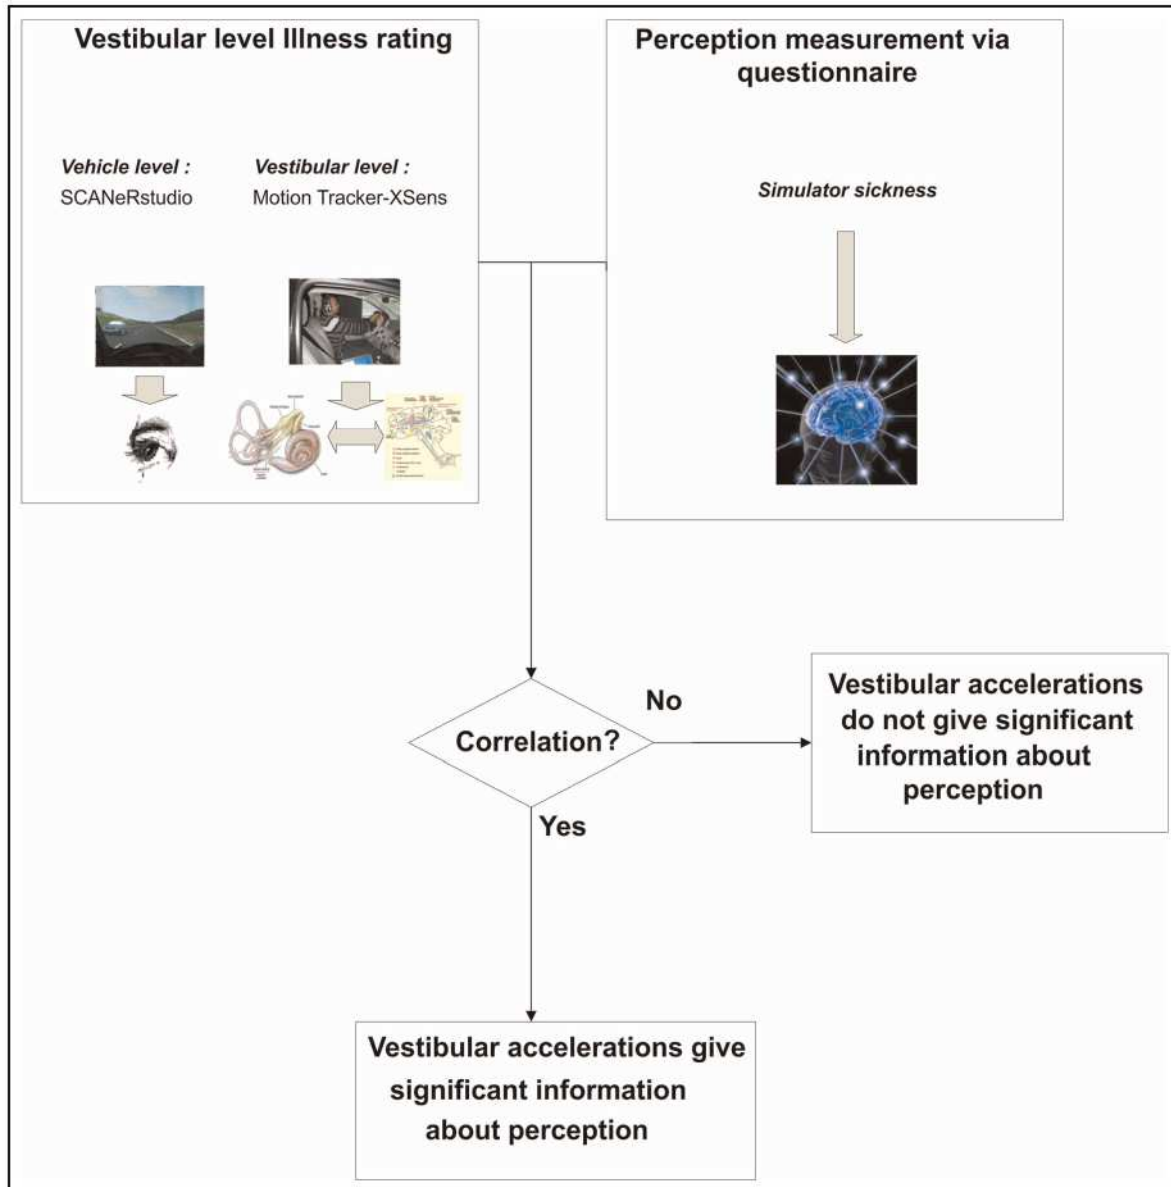 Vestibular level Illness rating
Vehicle level :
SCANeRstudio
Vestibular level :
Motion Tracker-XSens
Perception measurement via
questionnaire
Simulator sickness
Correlation?
No
Vestibular accelerations
do not give significant
information about
perception
Yes
Vestibular accelerations give
significant information
about perception